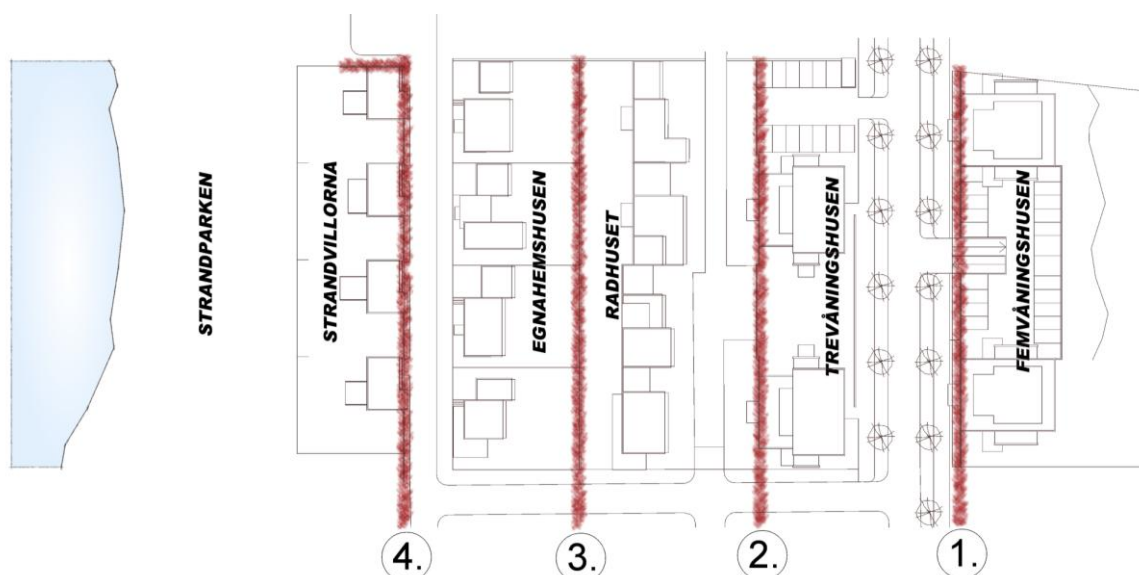 STRANDPARKEN
STRANDVILLORNA
EGNAHEMSHUSEN
RADHUSET
TREVÅNINGSHUSEN
FEMVÅNINGSHUSEN
4.
3.
2.
1.